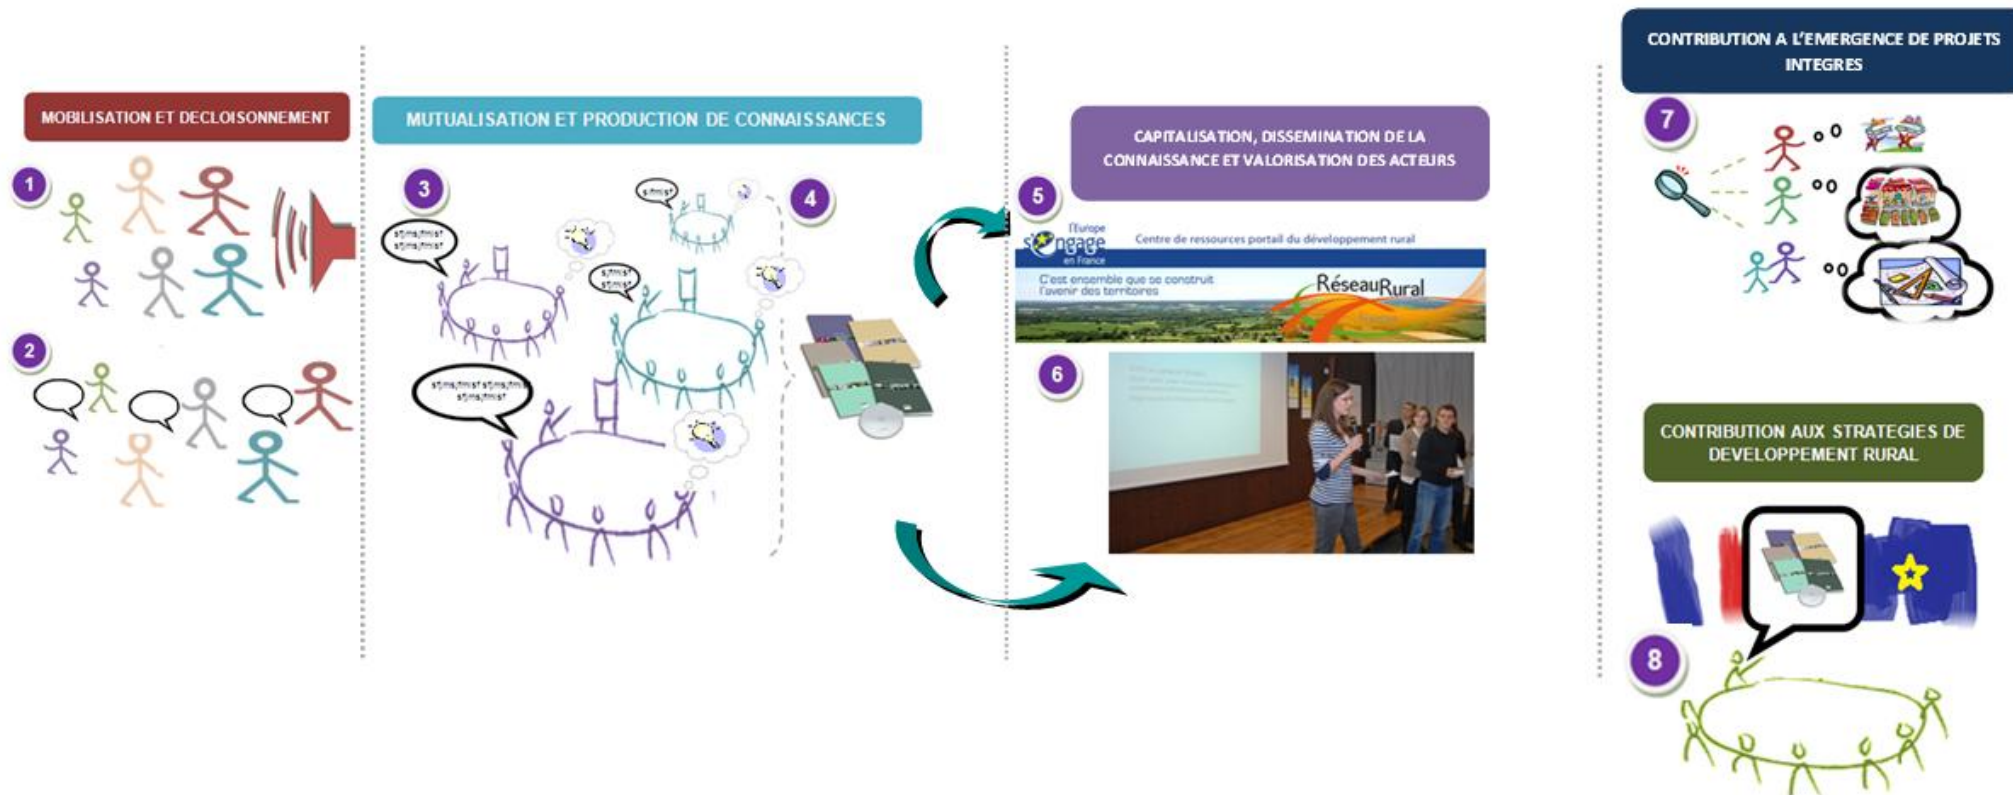 MOBILISATION ET DECLOISONNEMENT
1
2
MUTUALISATION ET PRODUCTION DE CONNAISSANCES
3
4
CAPITALISATION, DISSEMINATION DE LA
CONNAISSANCE ET VALORISATION DES ACTEURS
5
l'Europe
s'engage
en France
Centre de ressources portail du développement rural
C'est ensemble que se construit
l'avenir des territoires
RéseauRural
6
CONTRIBUTION A L'EMERGENCE DE PROJETS
INTEGRES
7
CONTRIBUTION AUX STRATEGIES DE
DEVELOPPEMENT RURAL
8